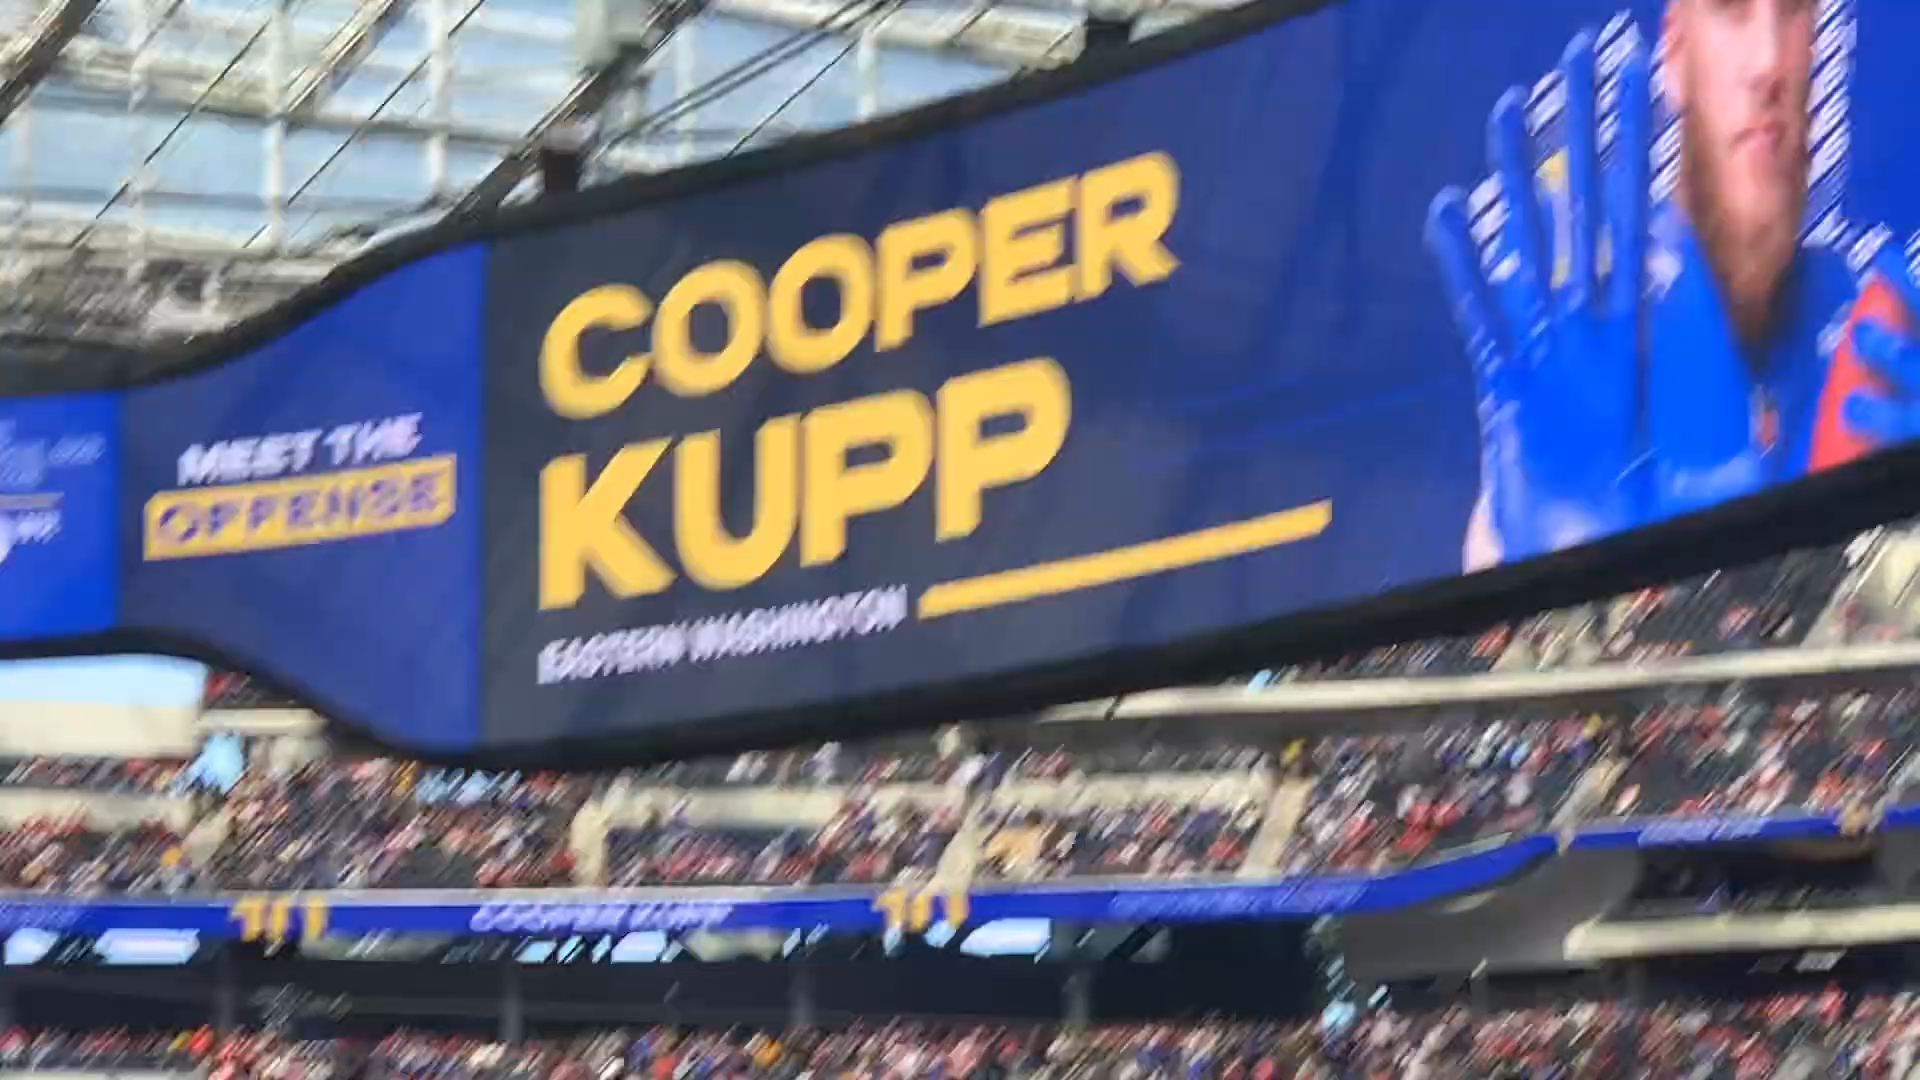 MEET THE
OFFENSE
COOPER
KUPP
EASTERN WASHINGTON
10
COOPER KUPP
10